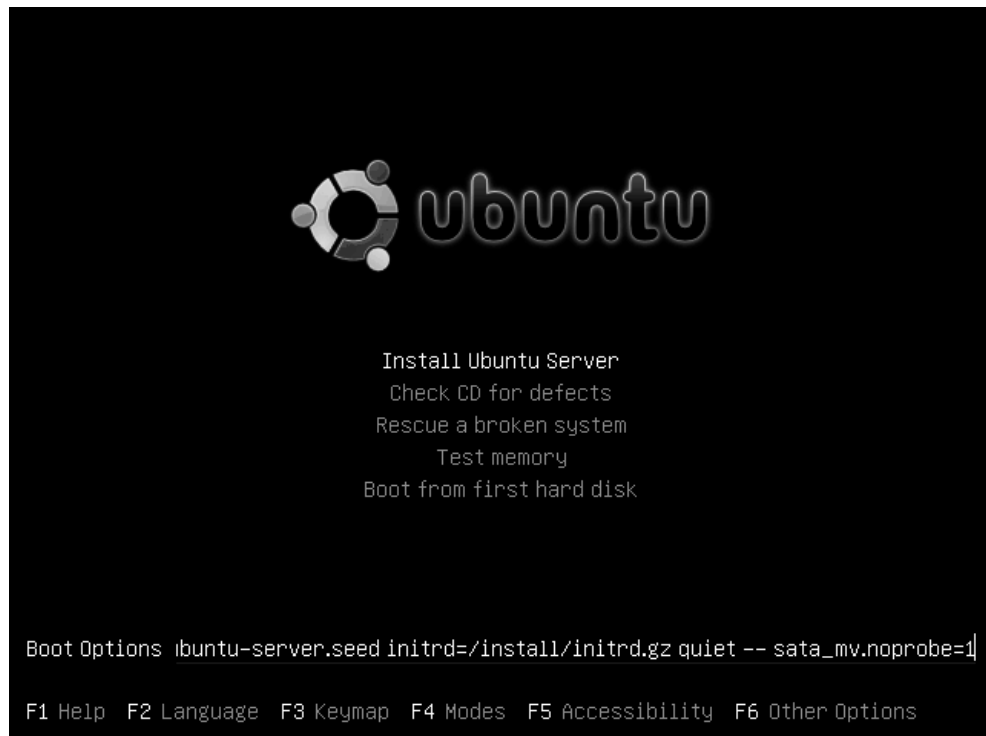 ubuntu
Install Ubuntu Server
Check CD for defects
Rescue a broken system
Test memory
Boot from first hard disk
Boot Options buntu-server.seed initrd=/install/initrd.gz quiet -- sata_mv.noprobe=1
F1 Help F2 Language F3 Keymap F4 Modes F5 Accessibility F6 Other Options